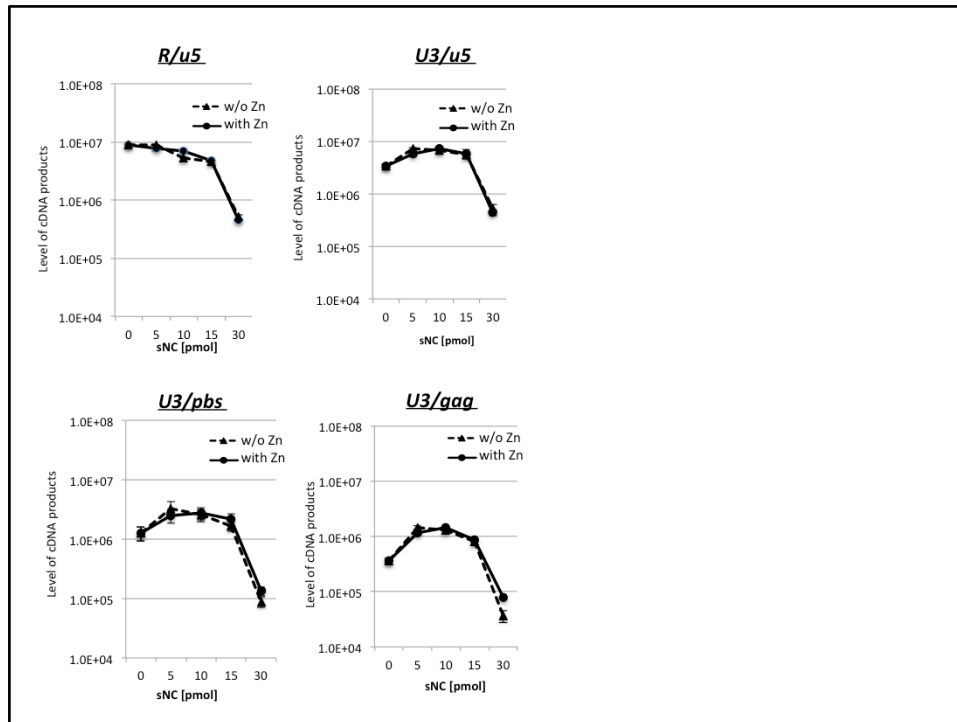 R/u5
1.0E+08
1.0E+07
1.0E+06
1.0E+05
1.0E+04
Level of cDNA products
w/o Zn
with Zn
0 5 10 15 30
sNC [pmol]
U3/u5
1.0E+08
1.0E+07
1.0E+06
1.0E+05
1.0E+04
Level of cDNA products
w/o Zn
with Zn
0 5 10 15 30
sNC [pmol]
U3/pbs
1.0E+08
1.0E+07
1.0E+06
1.0E+05
1.0E+04
Level of cDNA products
w/o Zn
with Zn
0 5 10 15 30
sNC [pmol]
U3/gag
1.0E+08
1.0E+07
1.0E+06
1.0E+05
1.0E+04
Level of cDNA products
w/o Zn
with Zn
0 5 10 15 30
sNC [pmol]